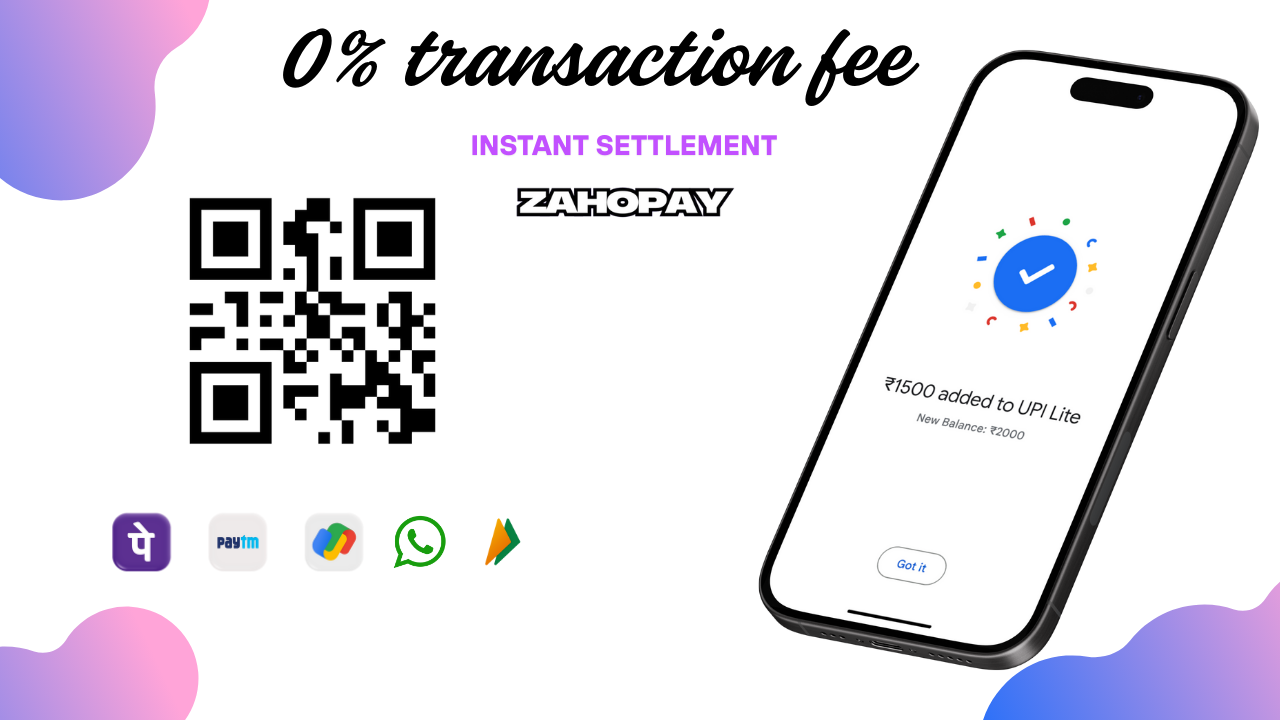 0% transaction fee
INSTANT SETTLEMENT
ZAHOPAY
₹1500 added to UPI Lite
New Balance: ₹2000
Got it
पे
paytm